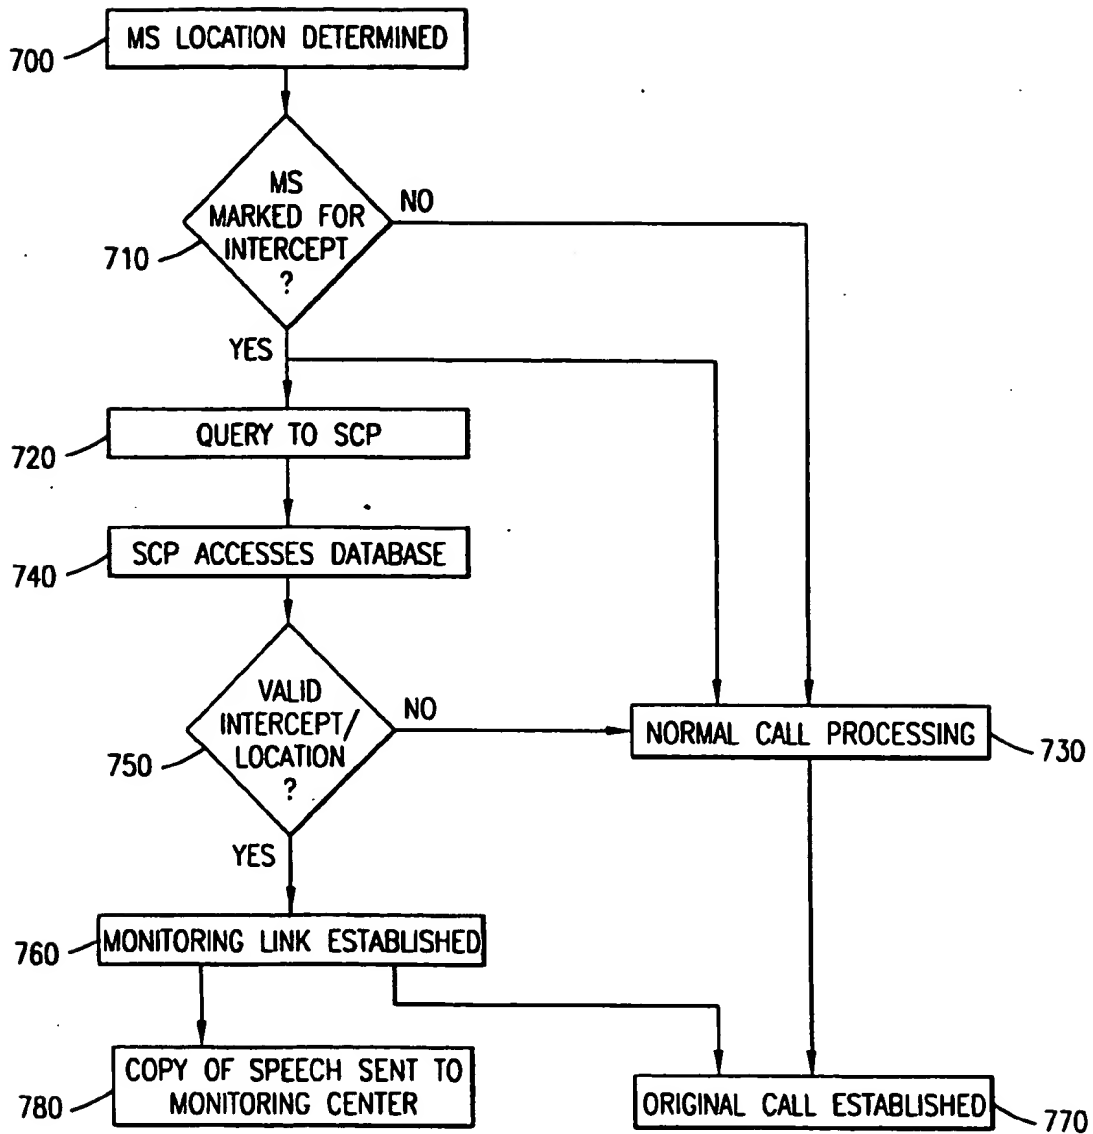 MS LOCATION DETERMINED
700
MS
MARKED FOR
INTERCEPT
?
NO
710
YES
QUERY TO SCP
720
SCP ACCESSES DATABASE
740
VALID
INTERCEPT/
LOCATION
?
NO
750
NORMAL CALL PROCESSING
730
YES
MONITORING LINK ESTABLISHED
760
COPY OF SPEECH SENT TO
MONITORING CENTER
780
ORIGINAL CALL ESTABLISHED
770